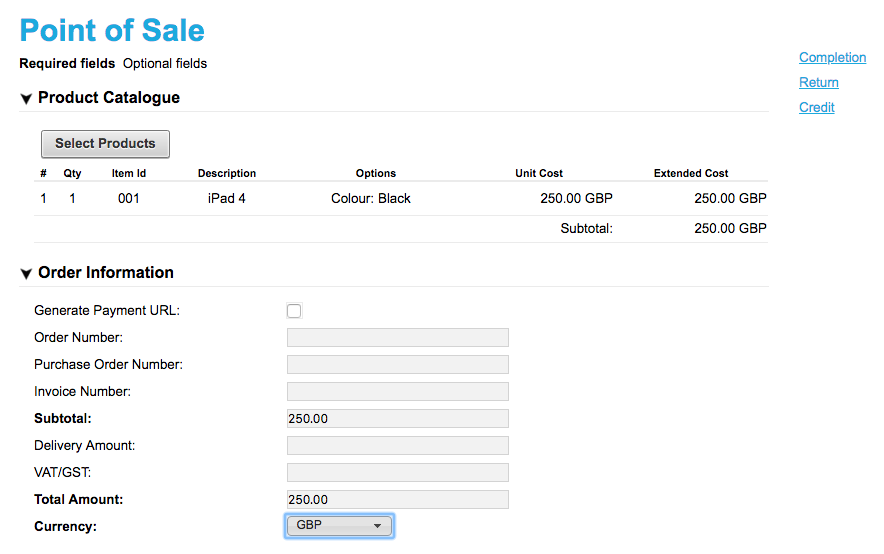 Point of Sale
Required fields Optional fields
Completion
Return
Credit
Product Catalogue
Select Products
# Qty Item Id Description Options Unit Cost Extended Cost
1 1 001 iPad 4 Colour: Black 250.00 GBP 250.00 GBP
Subtotal: 250.00 GBP
Order Information
Generate Payment URL:
Order Number:
Purchase Order Number:
Invoice Number:
Subtotal: 250.00
Delivery Amount:
VAT/GST:
Total Amount: 250.00
Currency: GBP